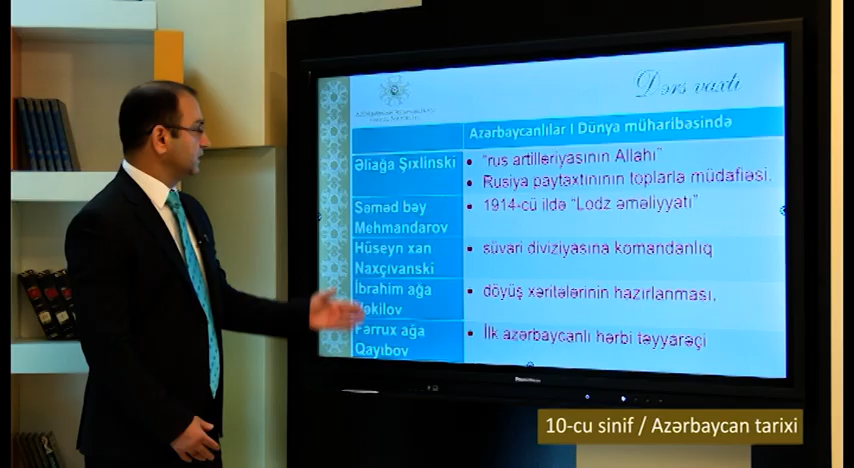 Dərs vaxtı
Azərbaycanlılar I Dünya müharibəsində
Əliağa Şıxlinski
• "rus artilleriyasının Allahı"
• Rusiya paytaxtınının toplarla müdafiəsi.
Səməd bəy
Mehmandarov
• 1914-cü ildə "Lodz əməliyyatı"
Hüseyn xan
Naxçıvanski
• süvari diviziyasına komandanlıq
İbrahim ağa
Vəkilov
• döyüş xəritələrinin hazırlanması,
Fərrux ağa
Qayıbov
• İlk azərbaycanlı hərbi təyyarəçi
Panasonic
10-cu sinif / Azərbaycan tarixi